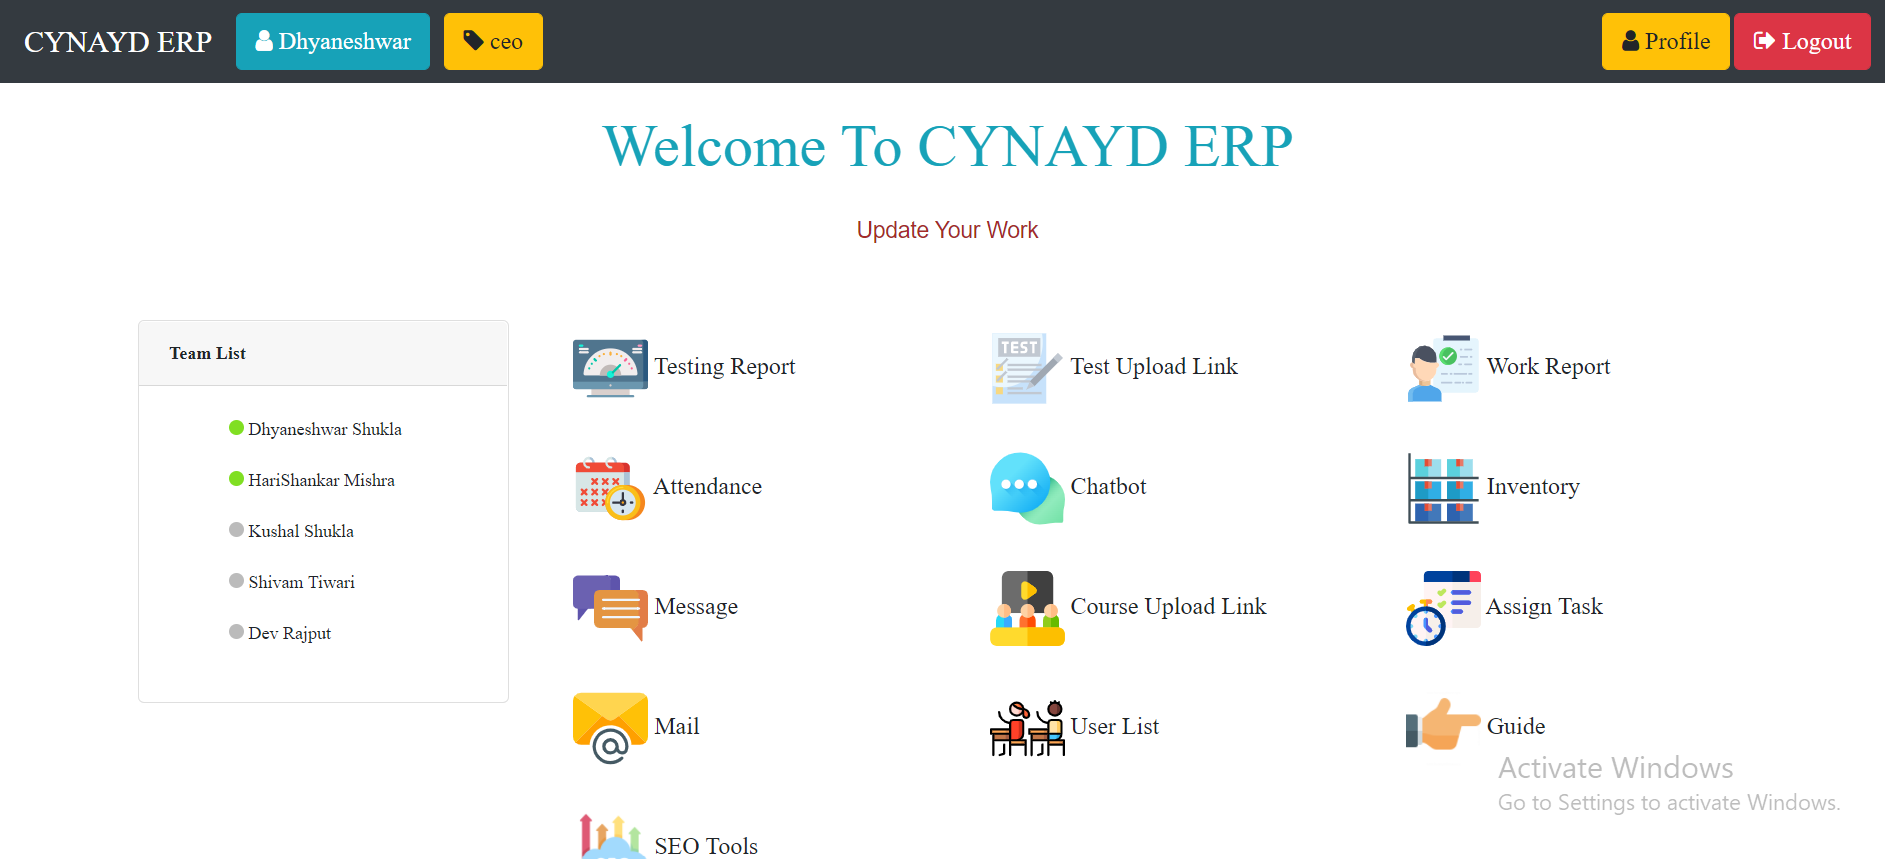 CYNAYD ERP Dhyaneshwar ceo Profile Logout
Welcome To CYNAYD ERP
Update Your Work
Team List
Dhyaneshwar Shukla
HariShankar Mishra
Kushal Shukla
Shivam Tiwari
Dev Rajput
Testing Report
TEST
Test Upload Link
Work Report
Attendance
Chatbot
Inventory
Message
Course Upload Link
Assign Task
Mail
User List
Guide
SEO Tools
Activate Windows
Go to Settings to activate Windows.